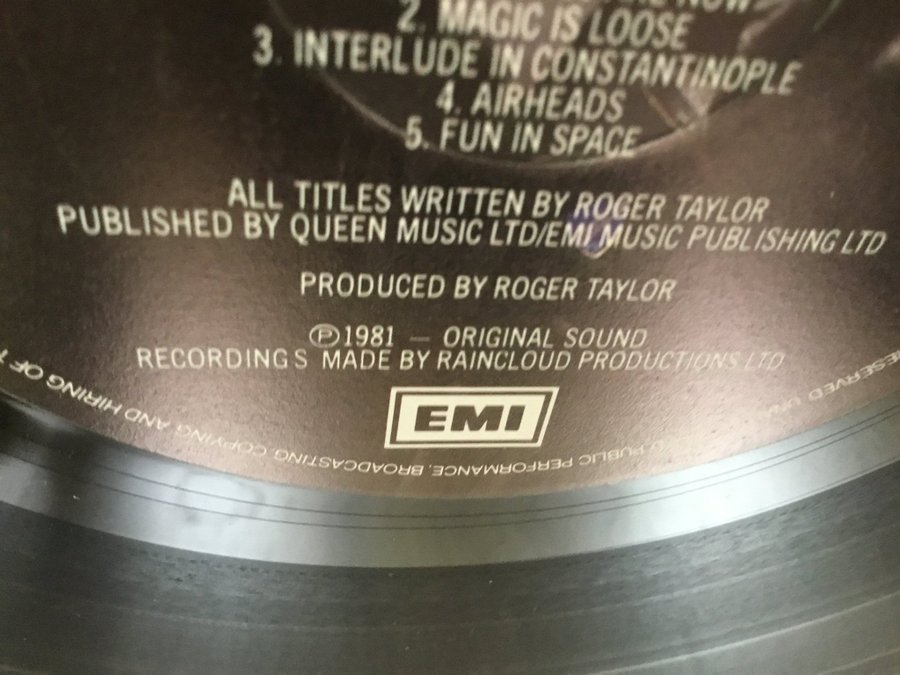 NOW
2. MAGIC IS LOOSE
3. INTERLUDE IN CONSTANTINOPLE
4. AIRHEADS
5. FUN IN SPACE
ALL TITLES WRITTEN BY ROGER TAYLOR
PUBLISHED BY QUEEN MUSIC LTD/EMI MUSIC PUBLISHING LTD
PRODUCED BY ROGER TAYLOR
℗1981 — ORIGINAL SOUND
RECORDINGS MADE BY RAINCLOUD PRODUCTIONS LTD
EMI
RESERVED PUBLIC PERFORMANCE, BROADCASTING COPYING AND HIRING OF